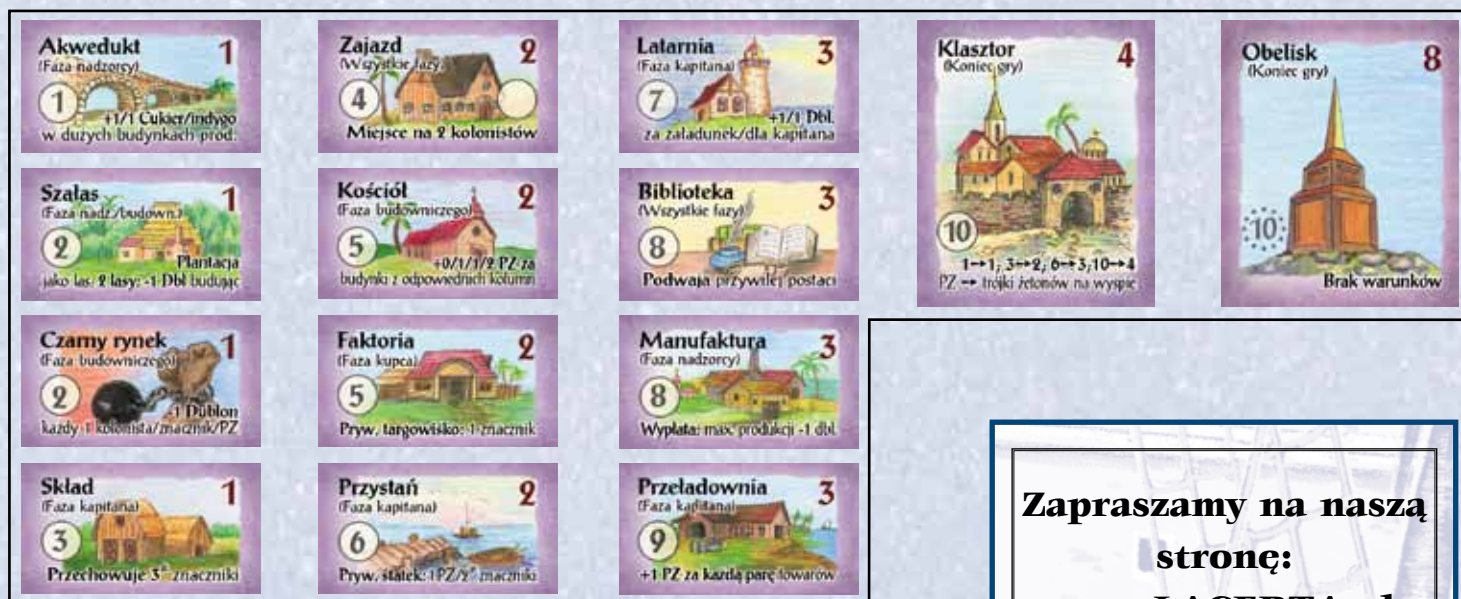 Akwedukt 1
(Faza nadzorcy)
1
+1/1 Cukier/indygo
w dużych budynkach prod.
Zajazd 2
(Wszystkie fazy)
4
Miejsce na 2 kolonistów
Latarnia 3
(Faza kapitana)
7
+1/1 Dbl.
za załadunek/dla kapitana
Klasztor 4
(Koniec gry)
10
1→1; 3→2; 6→3; 10→4
PZ → trójki żetonów na wyspie
Obelisk 8
(Koniec gry)
10
Brak warunków
Szałas 1
(Faza nadz./budown.)
2
Plantacja
jako las: 2 lasy: -1 Dbl budując
Kościół 2
(Faza budowniczego)
5
+0/1/1/2 PZ za
budynki z odpowiednich kolumn
Biblioteka 3
(Wszystkie fazy)
8
Podwaja przywilej postaci
Czarny rynek 1
(Faza budowniczego)
2
-1 Dublon
każdy 1 kolonista/znacznik/PZ
Faktoria 2
(Faza kupca)
5
Pryw. targowisko: 1 znacznik
Manufaktura 3
(Faza nadzorcy)
8
Wypłata: max. produkcji -1 dbl.
Skład 1
(Faza kapitana)
3
Przechowuje 3 znaczniki
Przystań 2
(Faza kapitana)
6
Pryw. statek: 1 PZ/2 znaczniki
Przeładownia 3
(Faza kapitana)
9
+1 PZ za każdą parę towarów
Zapraszamy na naszą
stronę: